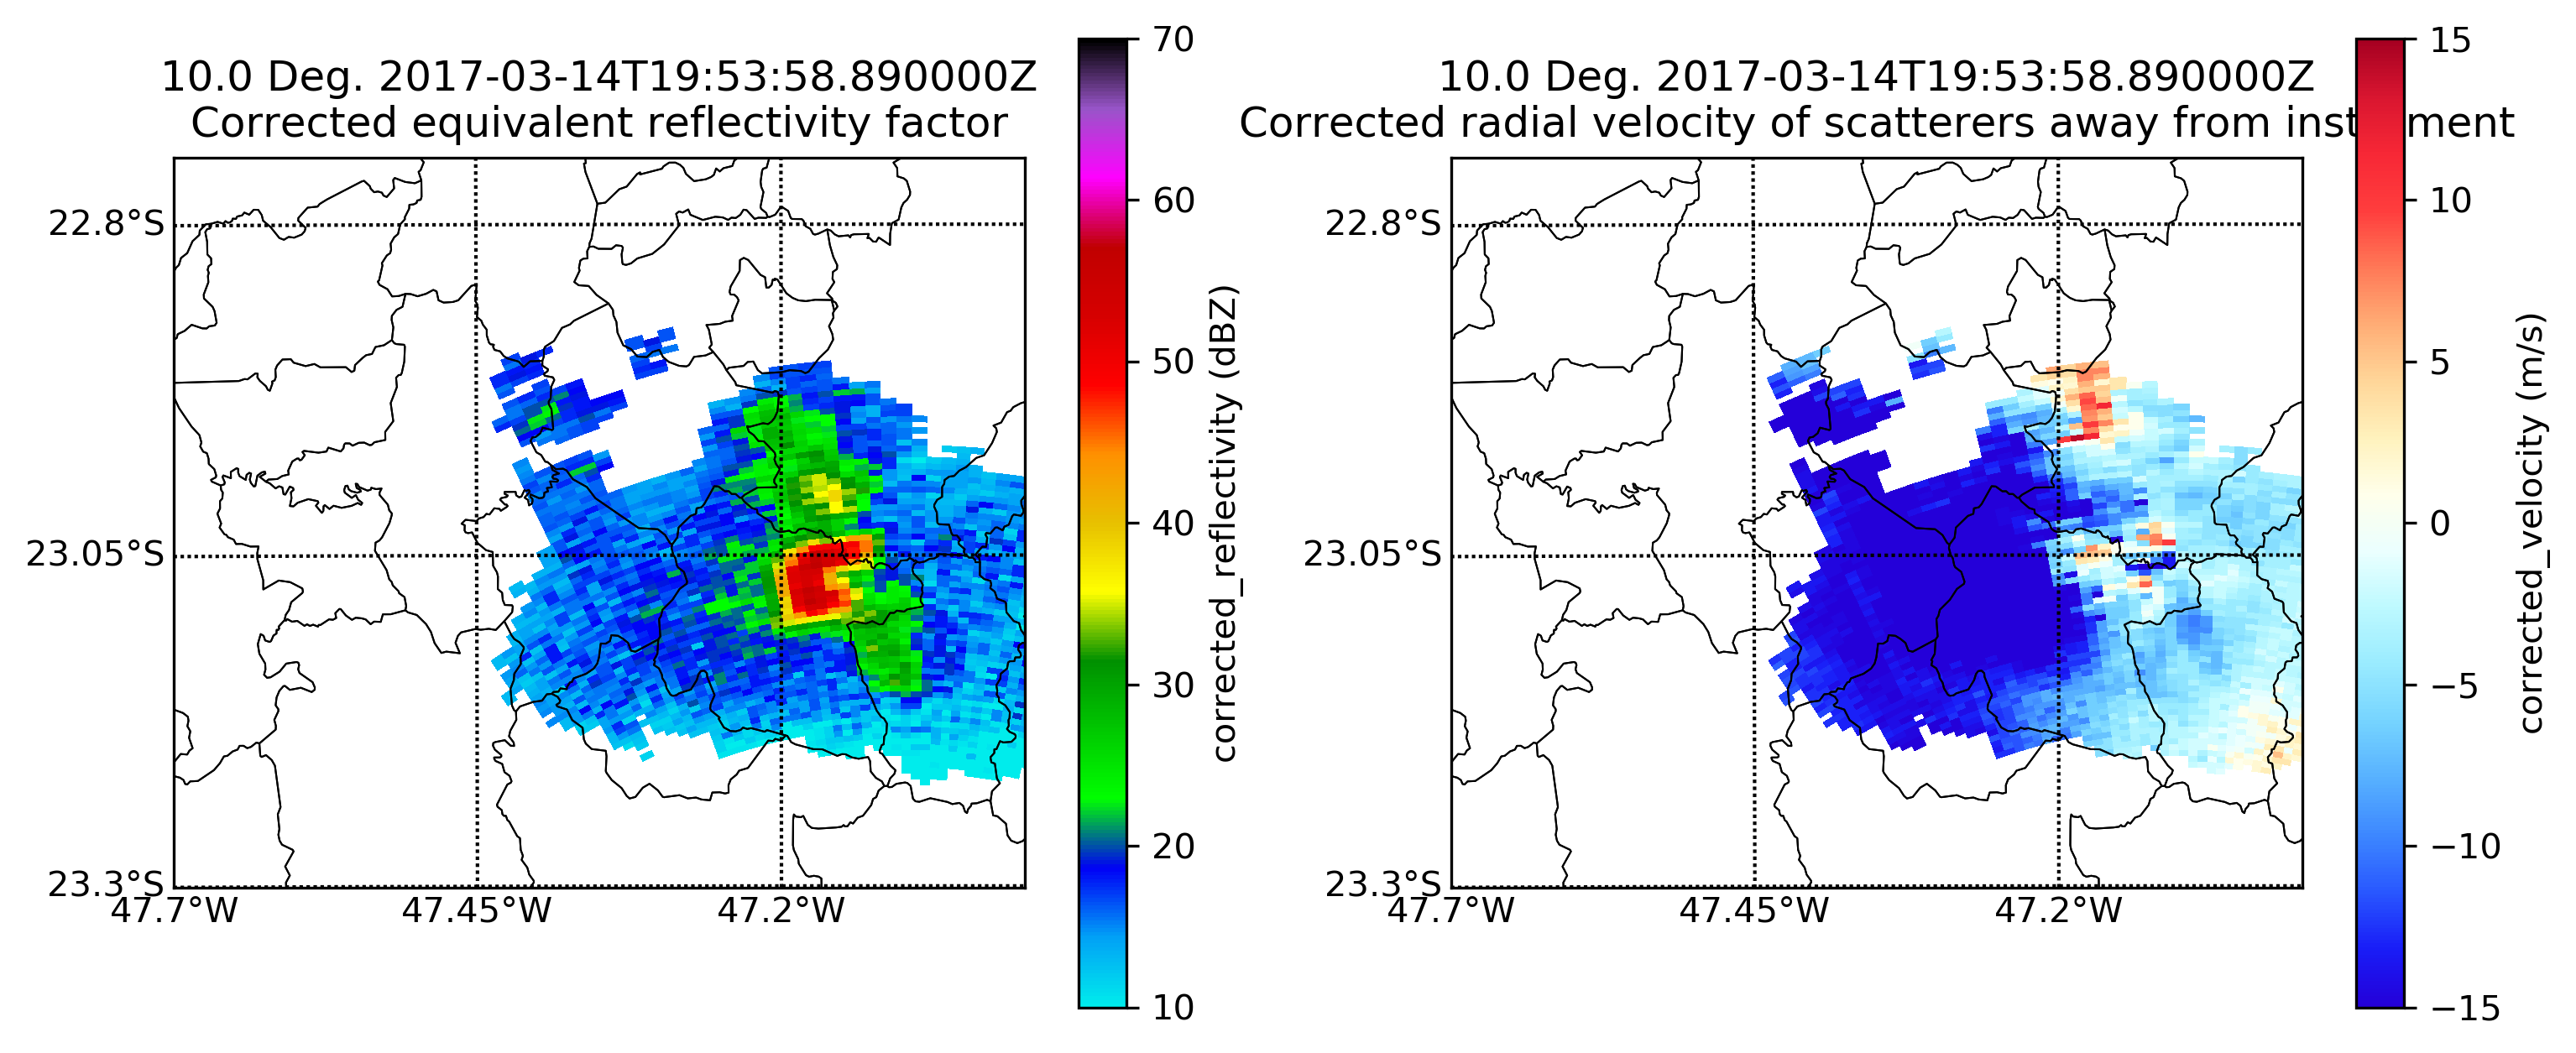 10.0 Deg. 2017-03-14T19:53:58.890000Z
Corrected equivalent reflectivity factor
22.8°S
23.05°S
23.3°S
47.7°W
47.45°W
47.2°W
70
60
50
40
30
20
10
corrected_reflectivity (dBZ)
10.0 Deg. 2017-03-14T19:53:58.890000Z
Corrected radial velocity of scatterers away from inst ment
22.8°S
23.05°S
23.3°S
47.7°W
47.45°W
47.2°W
15
10
5
0
−5
−10
−15
corrected_velocity (m/s)